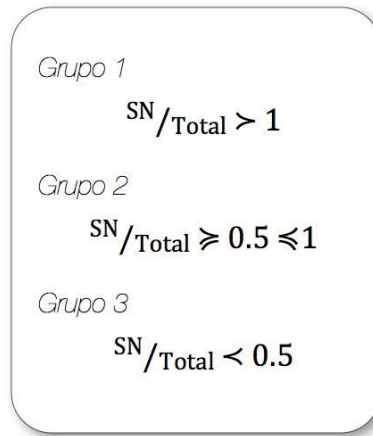 Grupo 1
SN/Total ≻ 1
Grupo 2
SN/Total ≽ 0.5 ≼1
Grupo 3
SN/Total ≺ 0.5